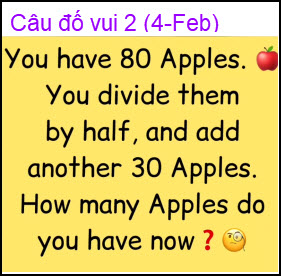 Câu đố vui 2 (4-Feb)
You have 80 Apples. 🍎
You divide them
by half, and add
another 30 Apples.
How many Apples do
you have now ❓ 🧐